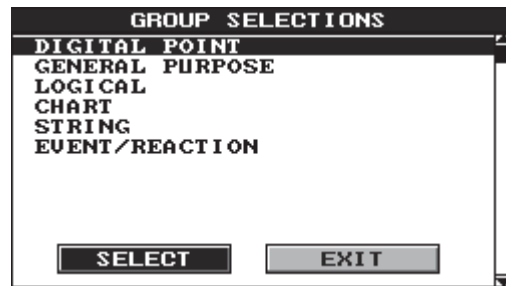 GROUP SELECTIONS
DIGITAL POINT
GENERAL PURPOSE
LOGICAL
CHART
STRING
EVENT/REACTION
SELECT EXIT